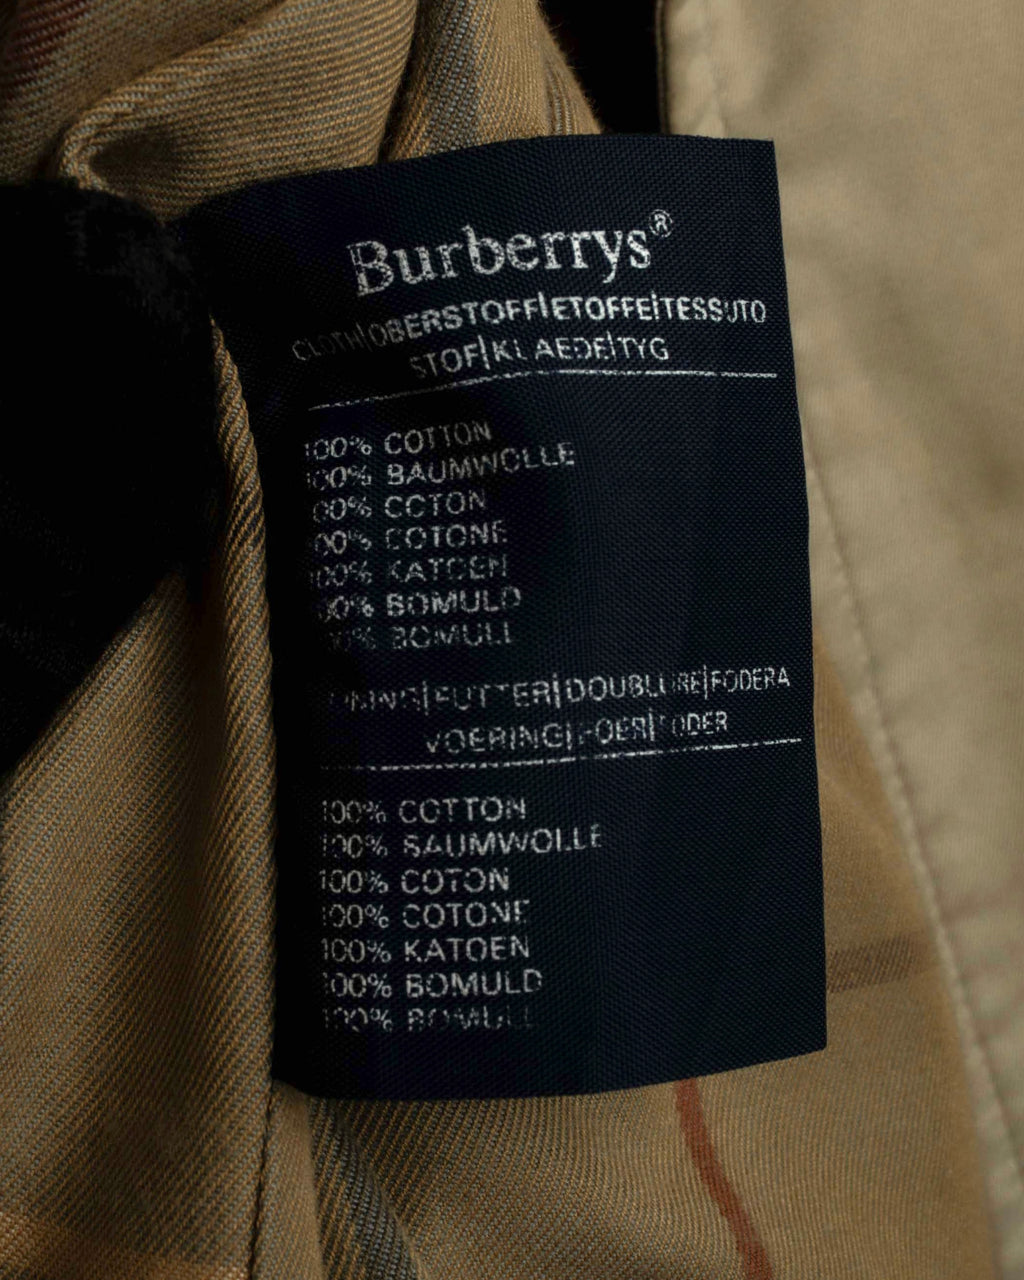 Burberrys®
CLOTH|OBERSTOFF|ETOFFE|TESSUTO
STOF|KLAEDE|TYG
100% COTTON
100% BAUMWOLLE
100% COTON
100% COTONE
100% KATOEN
100% BOMULD
100% BOMULL
LINING|FUTTER|DOUBLURE|FODERA
VOERING|FOER|FODER
100% COTTON
100% BAUMWOLLE
100% COTON
100% COTONE
100% KATOEN
100% BOMULD
100% BOMULL